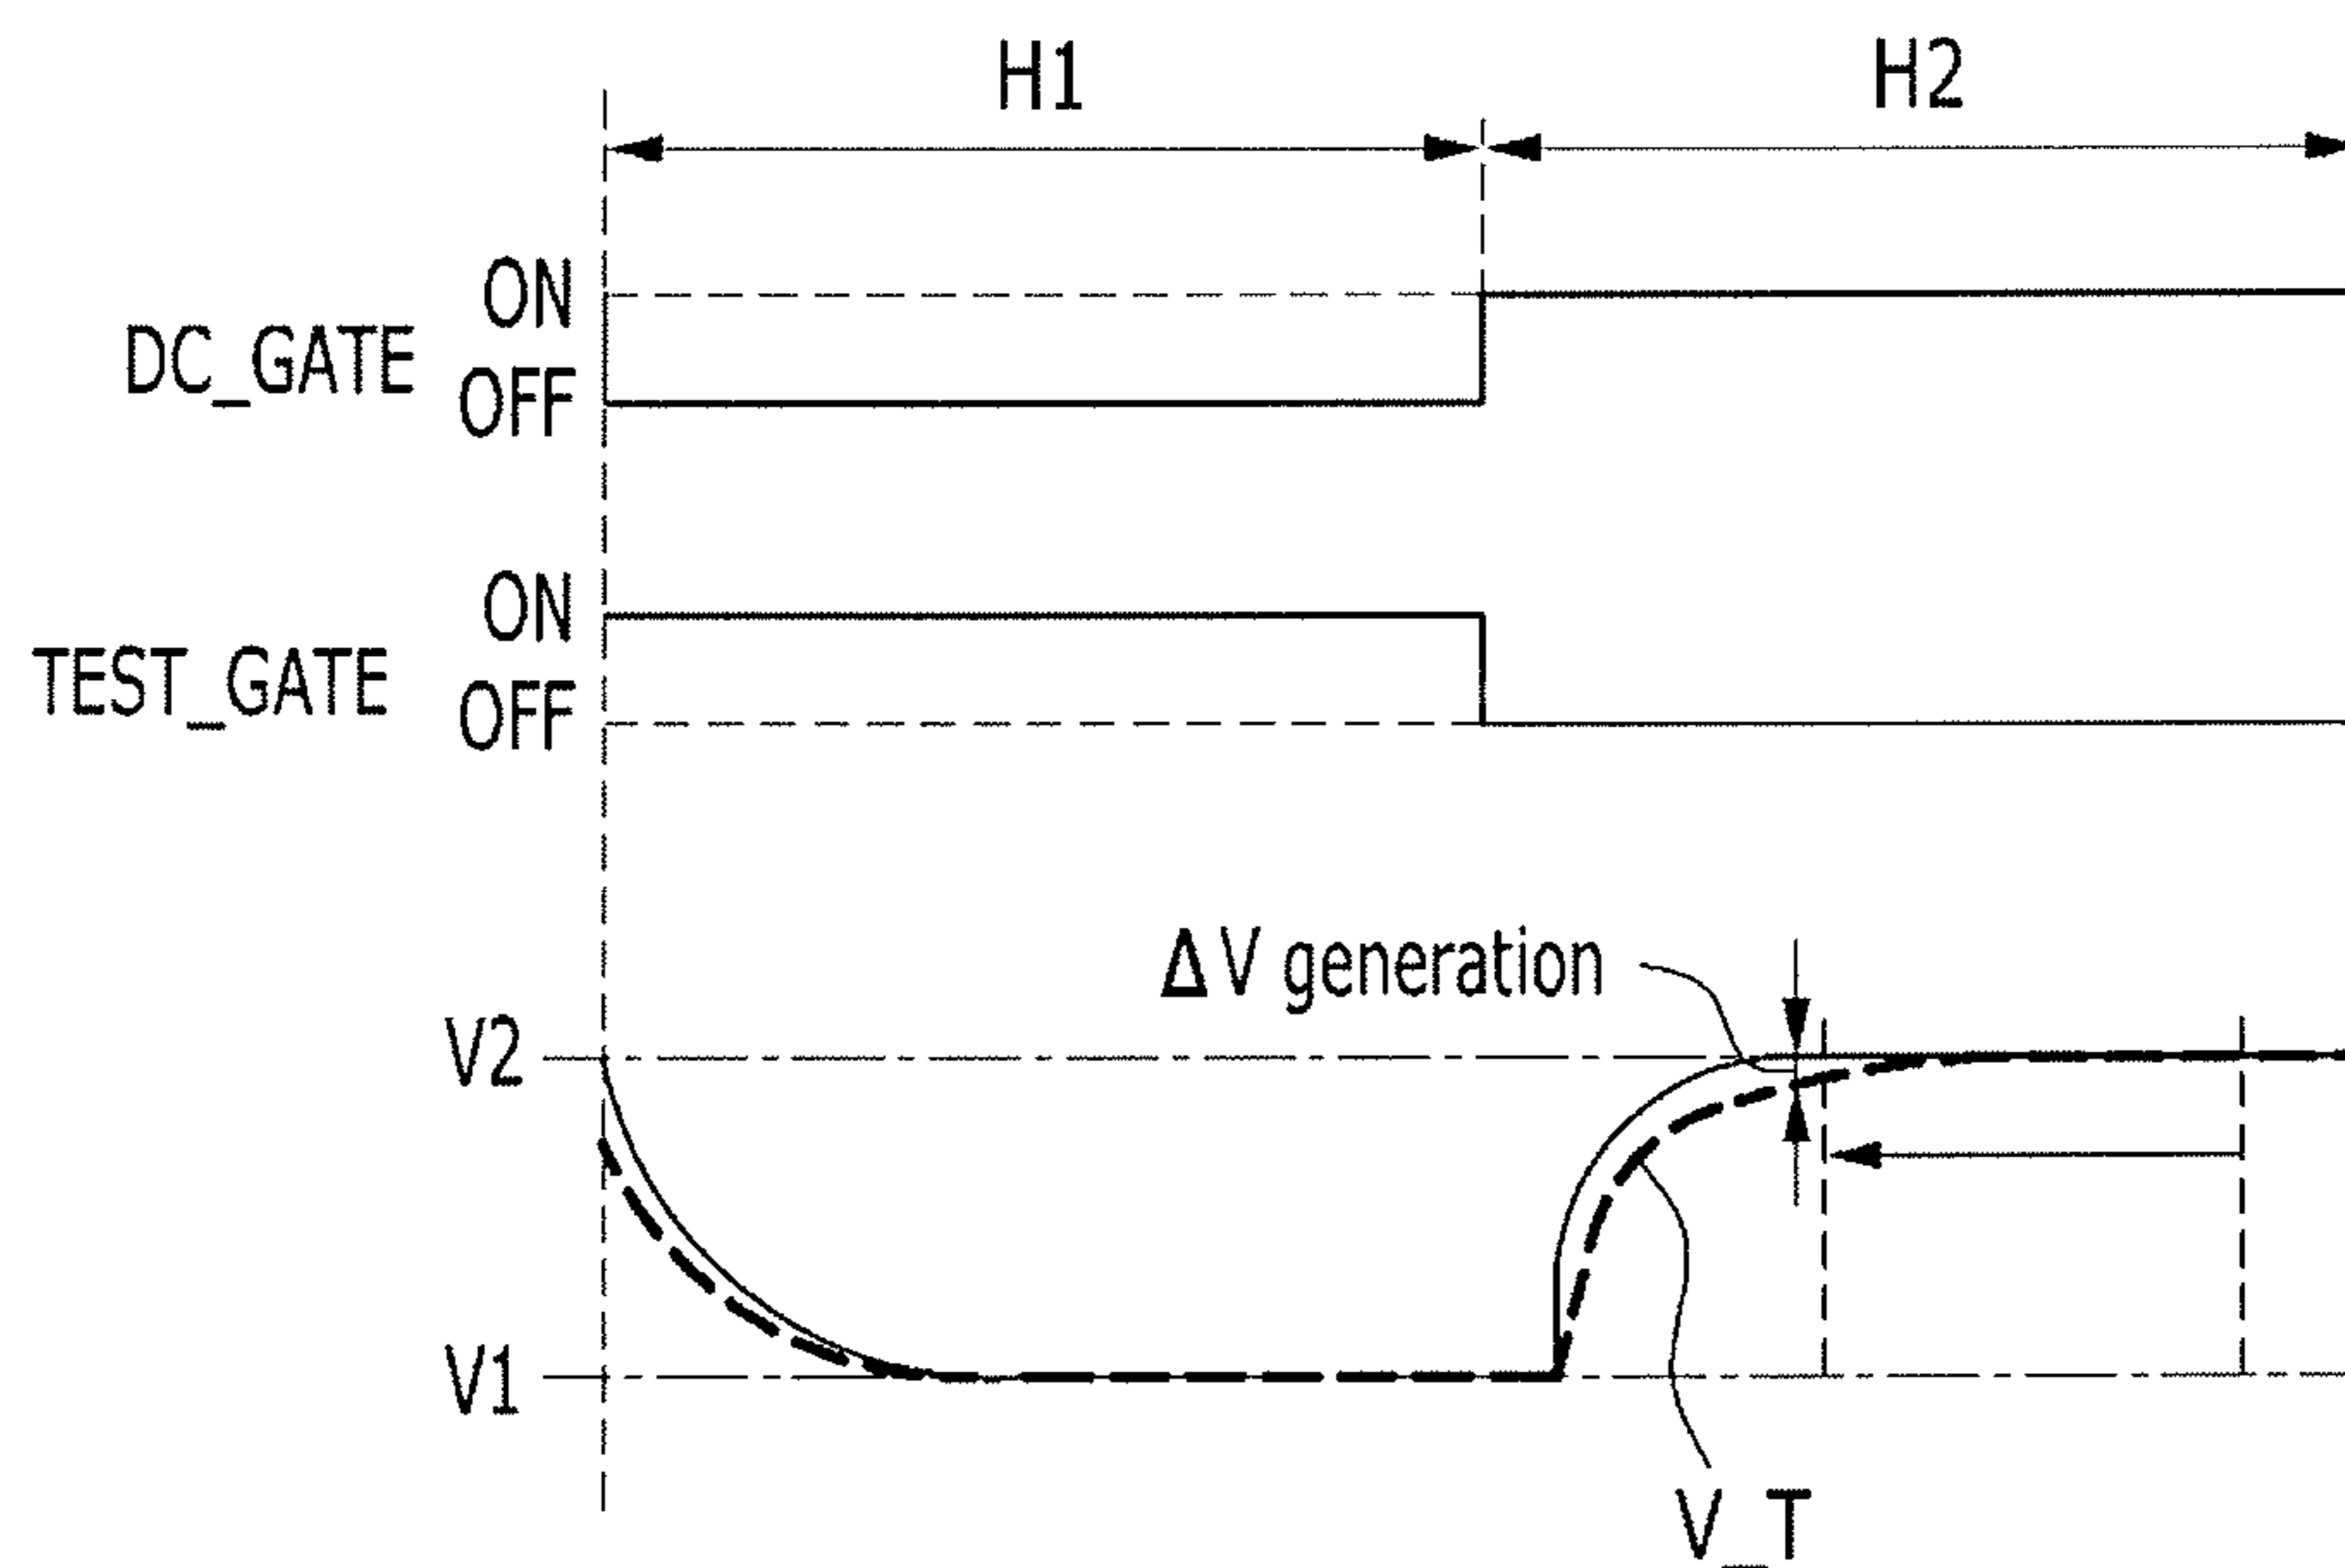 H1 H2
ON
DC_GATE
OFF
ON
TEST_GATE
OFF
ΔV generation
V2
V1
V_T